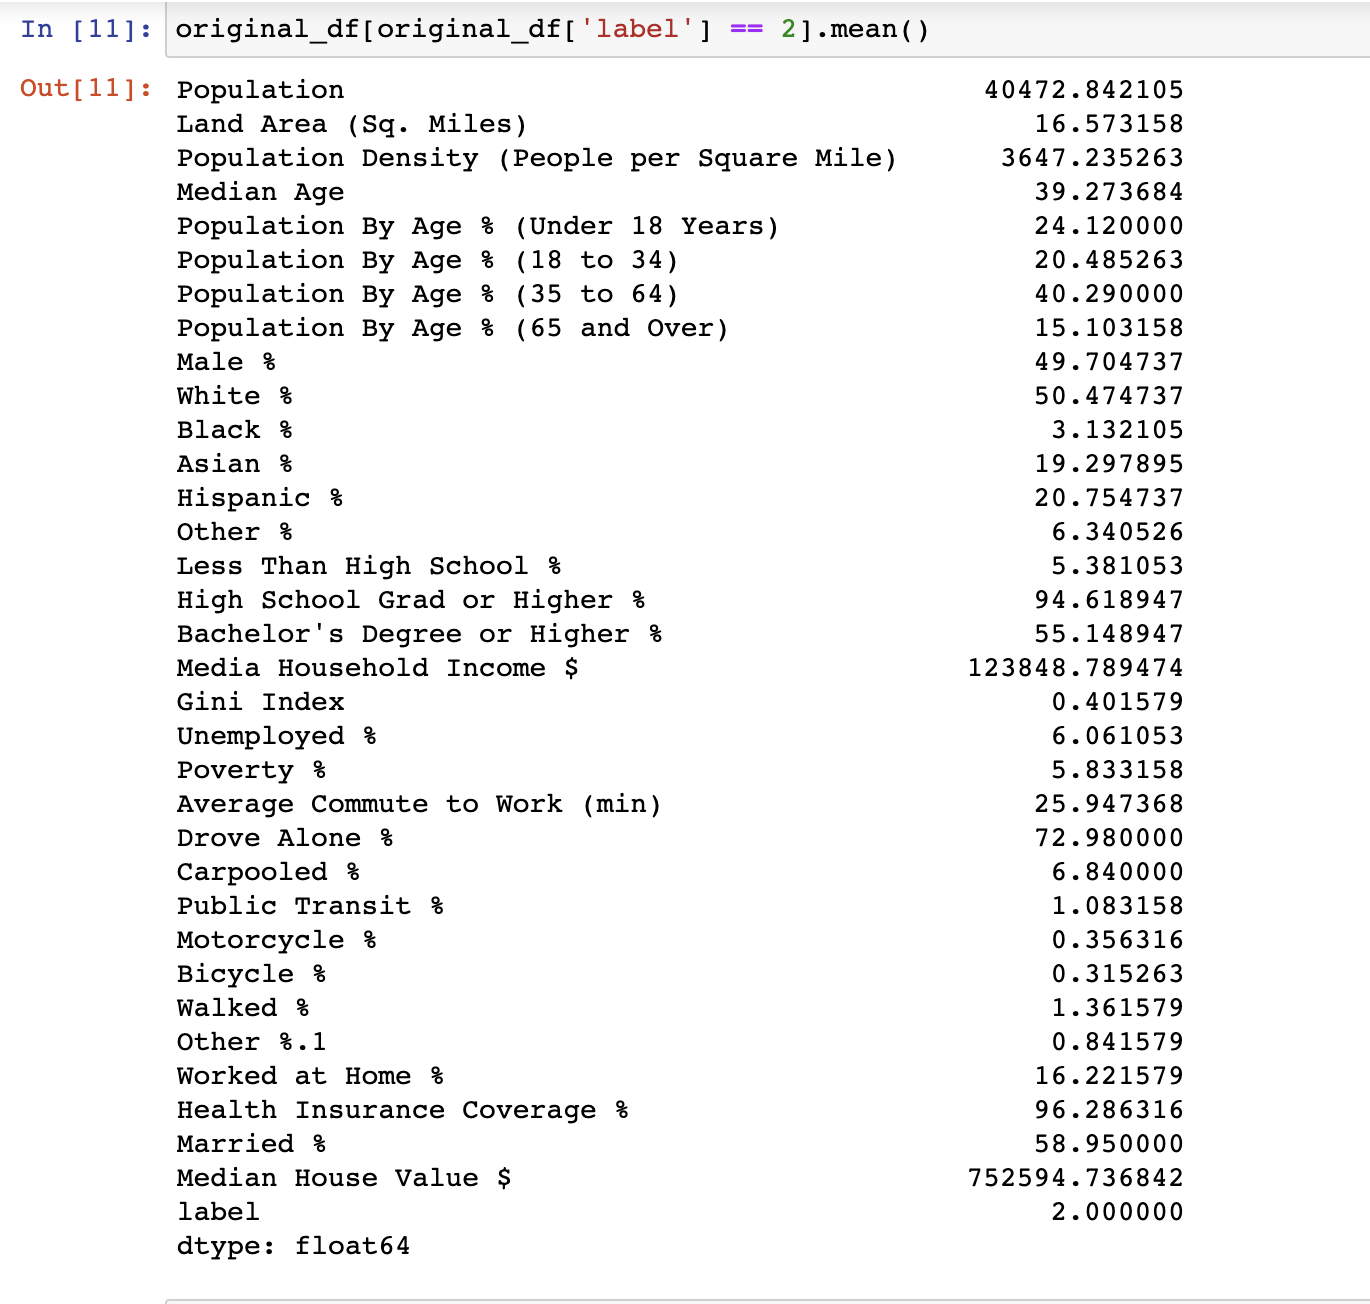 In [11]: original_df[original_df['label'] == 2].mean()
Out[11]: Population 40472.842105
Land Area (Sq. Miles) 16.573158
Population Density (People per Square Mile) 3647.235263
Median Age 39.273684
Population By Age % (Under 18 Years) 24.120000
Population By Age % (18 to 34) 20.485263
Population By Age % (35 to 64) 40.290000
Population By Age % (65 and Over) 15.103158
Male % 49.704737
White % 50.474737
Black % 3.132105
Asian % 19.297895
Hispanic % 20.754737
Other % 6.340526
Less Than High School % 5.381053
High School Grad or Higher % 94.618947
Bachelor's Degree or Higher % 55.148947
Media Household Income $ 123848.789474
Gini Index 0.401579
Unemployed % 6.061053
Poverty % 5.833158
Average Commute to Work (min) 25.947368
Drove Alone % 72.980000
Carpooled % 6.840000
Public Transit % 1.083158
Motorcycle % 0.356316
Bicycle % 0.315263
Walked % 1.361579
Other %.1 0.841579
Worked at Home % 16.221579
Health Insurance Coverage % 96.286316
Married % 58.950000
Median House Value $ 752594.736842
label 2.000000
dtype: float64